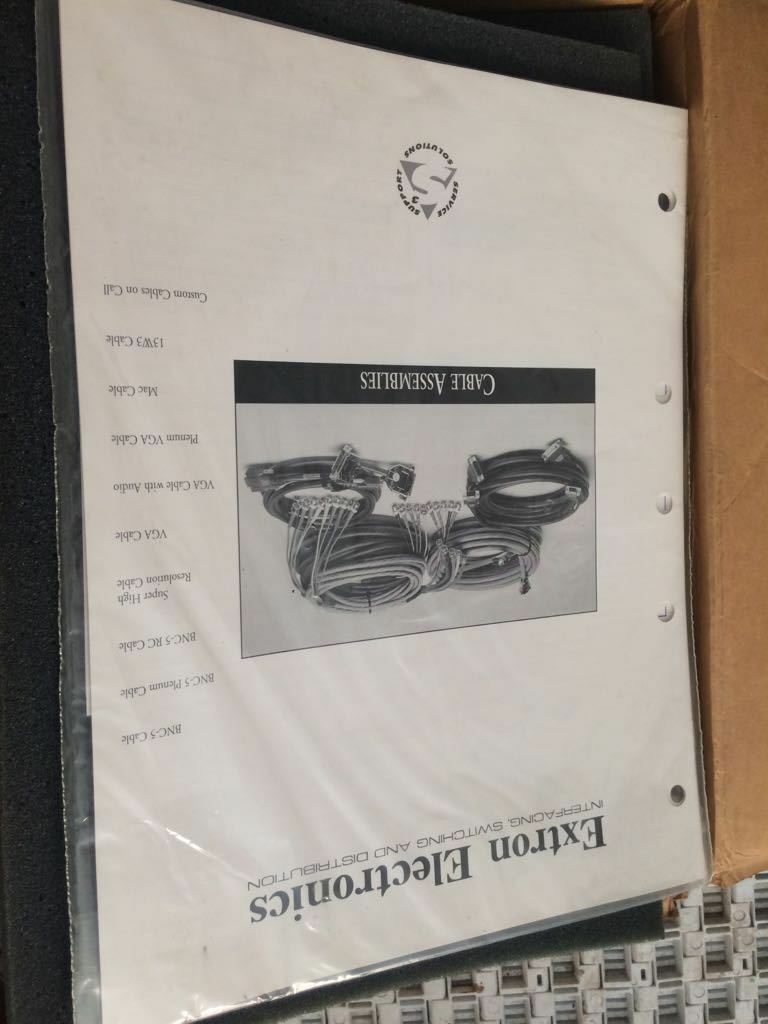 Extron Electronics
INTERFACING, SWITCHING AND DISTRIBUTION
BNC-5 Cable
BNC-5 Plenum Cable
BNC-5 RC Cable
Super High
Resolution Cable
VGA Cable
VGA Cable with Audio
Plenum VGA Cable
Mac Cable
13W3 Cable
Custom Cables on Call
CABLE ASSEMBLIES
S3
SERVICE
SUPPORT
SOLUTIONS